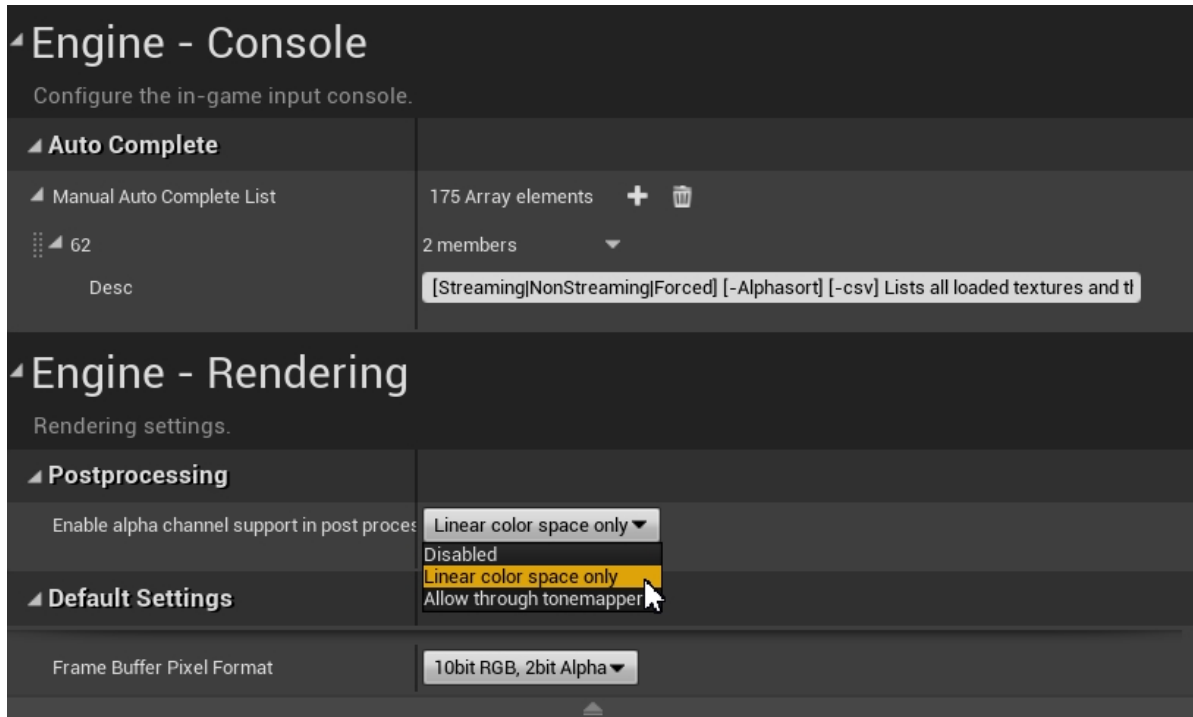 Engine - Console
Configure the in-game input console.
Auto Complete
Manual Auto Complete List 175 Array elements
62 2 members
Desc [Streaming|NonStreaming|Forced] [-Alphasort] [-csv] Lists all loaded textures and th
Engine - Rendering
Rendering settings.
Postprocessing
Enable alpha channel support in post proces Linear color space only
Disabled
Linear color space only
Allow through tonemapper
Default Settings
Frame Buffer Pixel Format 10bit RGB, 2bit Alpha